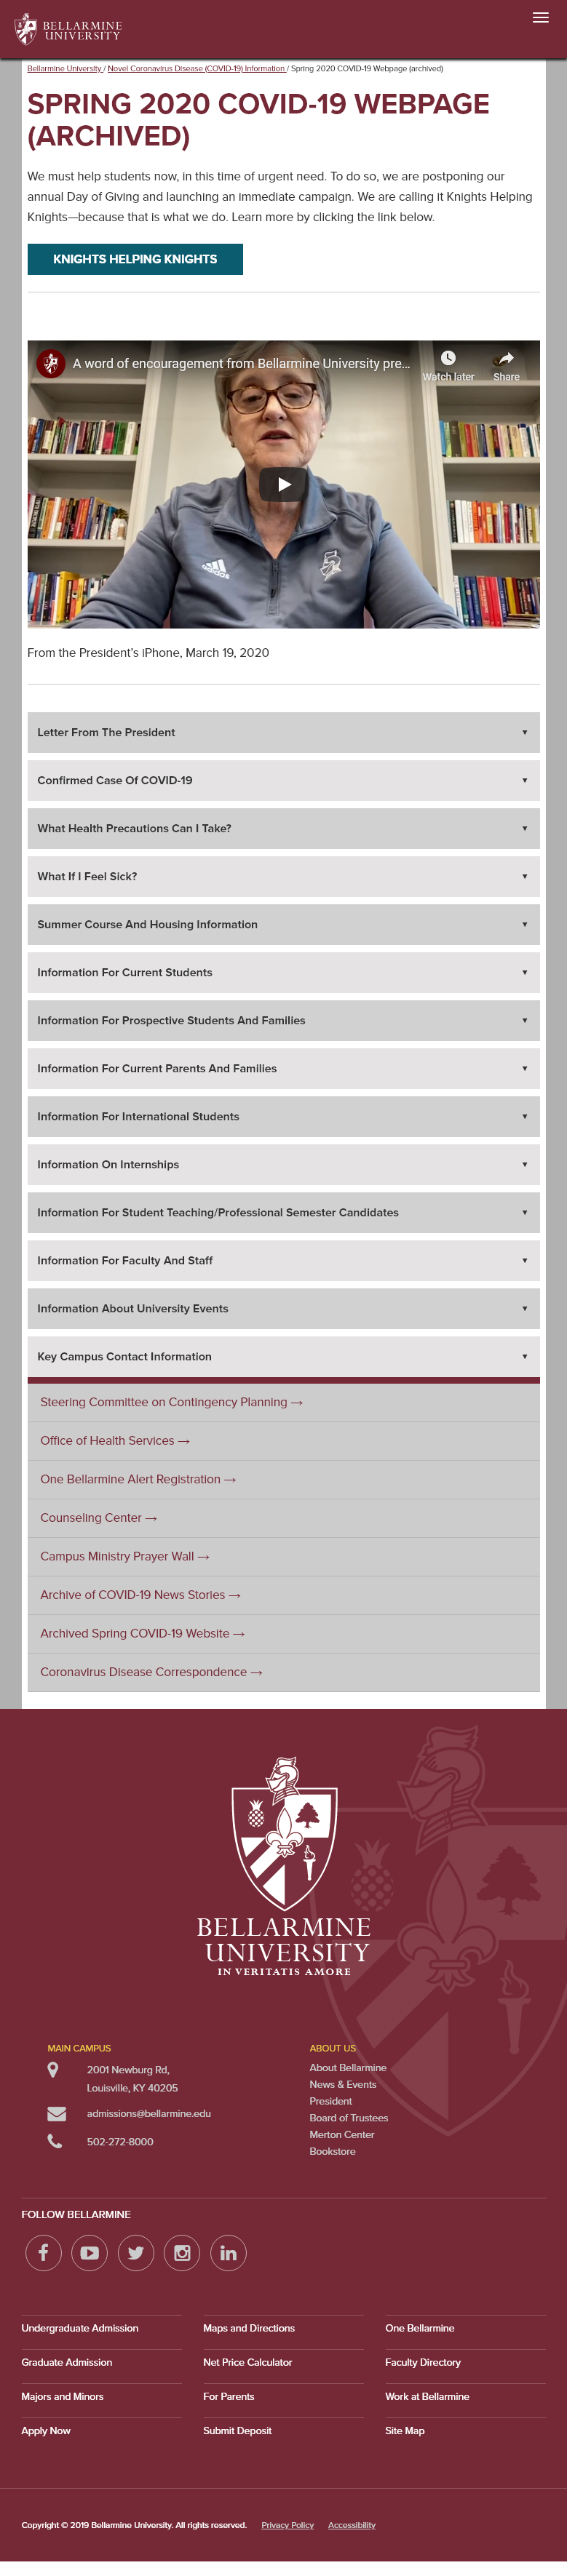 BELLARMINE
UNIVERSITY
Bellarmine University / Novel Coronavirus Disease (COVID-19) Information / Spring 2020 COVID-19 Webpage (archived)
SPRING 2020 COVID-19 WEBPAGE
(ARCHIVED)
We must help students now, in this time of urgent need. To do so, we are postponing our
annual Day of Giving and launching an immediate campaign. We are calling it Knights Helping
Knights—because that is what we do. Learn more by clicking the link below.
KNIGHTS HELPING KNIGHTS
A word of encouragement from Bellarmine University pre...
Watch later
Share
adidas
From the President's iPhone, March 19, 2020
Letter From The President
Confirmed Case Of COVID-19
What Health Precautions Can I Take?
What If I Feel Sick?
Summer Course And Housing Information
Information For Current Students
Information For Prospective Students And Families
Information For Current Parents And Families
Information For International Students
Information On Internships
Information For Student Teaching/Professional Semester Candidates
Information For Faculty And Staff
Information About University Events
Key Campus Contact Information
Steering Committee on Contingency Planning →
Office of Health Services →
One Bellarmine Alert Registration →
Counseling Center →
Campus Ministry Prayer Wall →
Archive of COVID-19 News Stories →
Archived Spring COVID-19 Website →
Coronavirus Disease Correspondence →
BELLARMINE
UNIVERSITY
IN VERITATIS AMORE
MAIN CAMPUS
2001 Newburg Rd,
Louisville, KY 40205
admissions@bellarmine.edu
502-272-8000
ABOUT US
About Bellarmine
News & Events
President
Board of Trustees
Merton Center
Bookstore
FOLLOW BELLARMINE
Undergraduate Admission
Graduate Admission
Majors and Minors
Apply Now
Maps and Directions
Net Price Calculator
For Parents
Submit Deposit
One Bellarmine
Faculty Directory
Work at Bellarmine
Site Map
Copyright © 2019 Bellarmine University. All rights reserved. Privacy Policy Accessibility